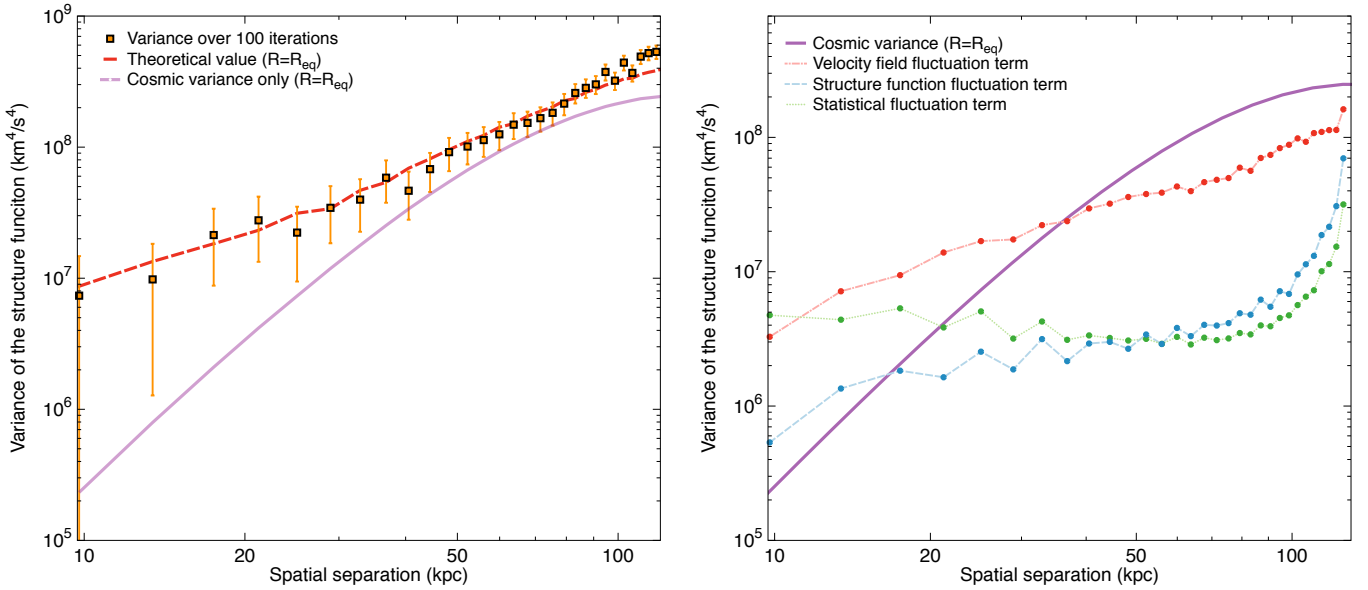 Variance of the structure funciton (km^4/s^4)
10^9
10^8
10^7
10^6
10^5
Variance over 100 iterations
Theoretical value (R=R_eq)
Cosmic variance only (R=R_eq)
10 20 50 100
Spatial separation (kpc)
Variance of the structure function (km^4/s^4)
10^8
10^7
10^6
10^5
Cosmic variance (R=R_eq)
Velocity field fluctuation term
Structure function fluctuation term
Statistical fluctuation term
10 20 50 100
Spatial separation (kpc)